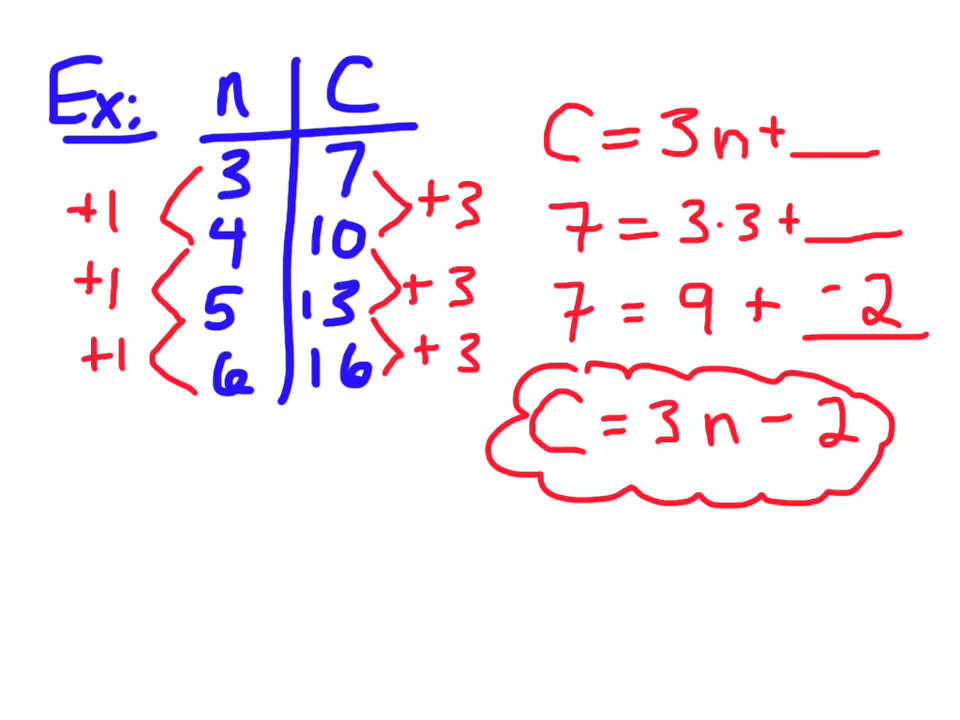 Ex: n C
3 7
+1 +3
4 10
+1 +3
5 13
+1 +3
6 16
C = 3n + ___
7 = 3·3 + ___
7 = 9 + -2
C = 3n - 2